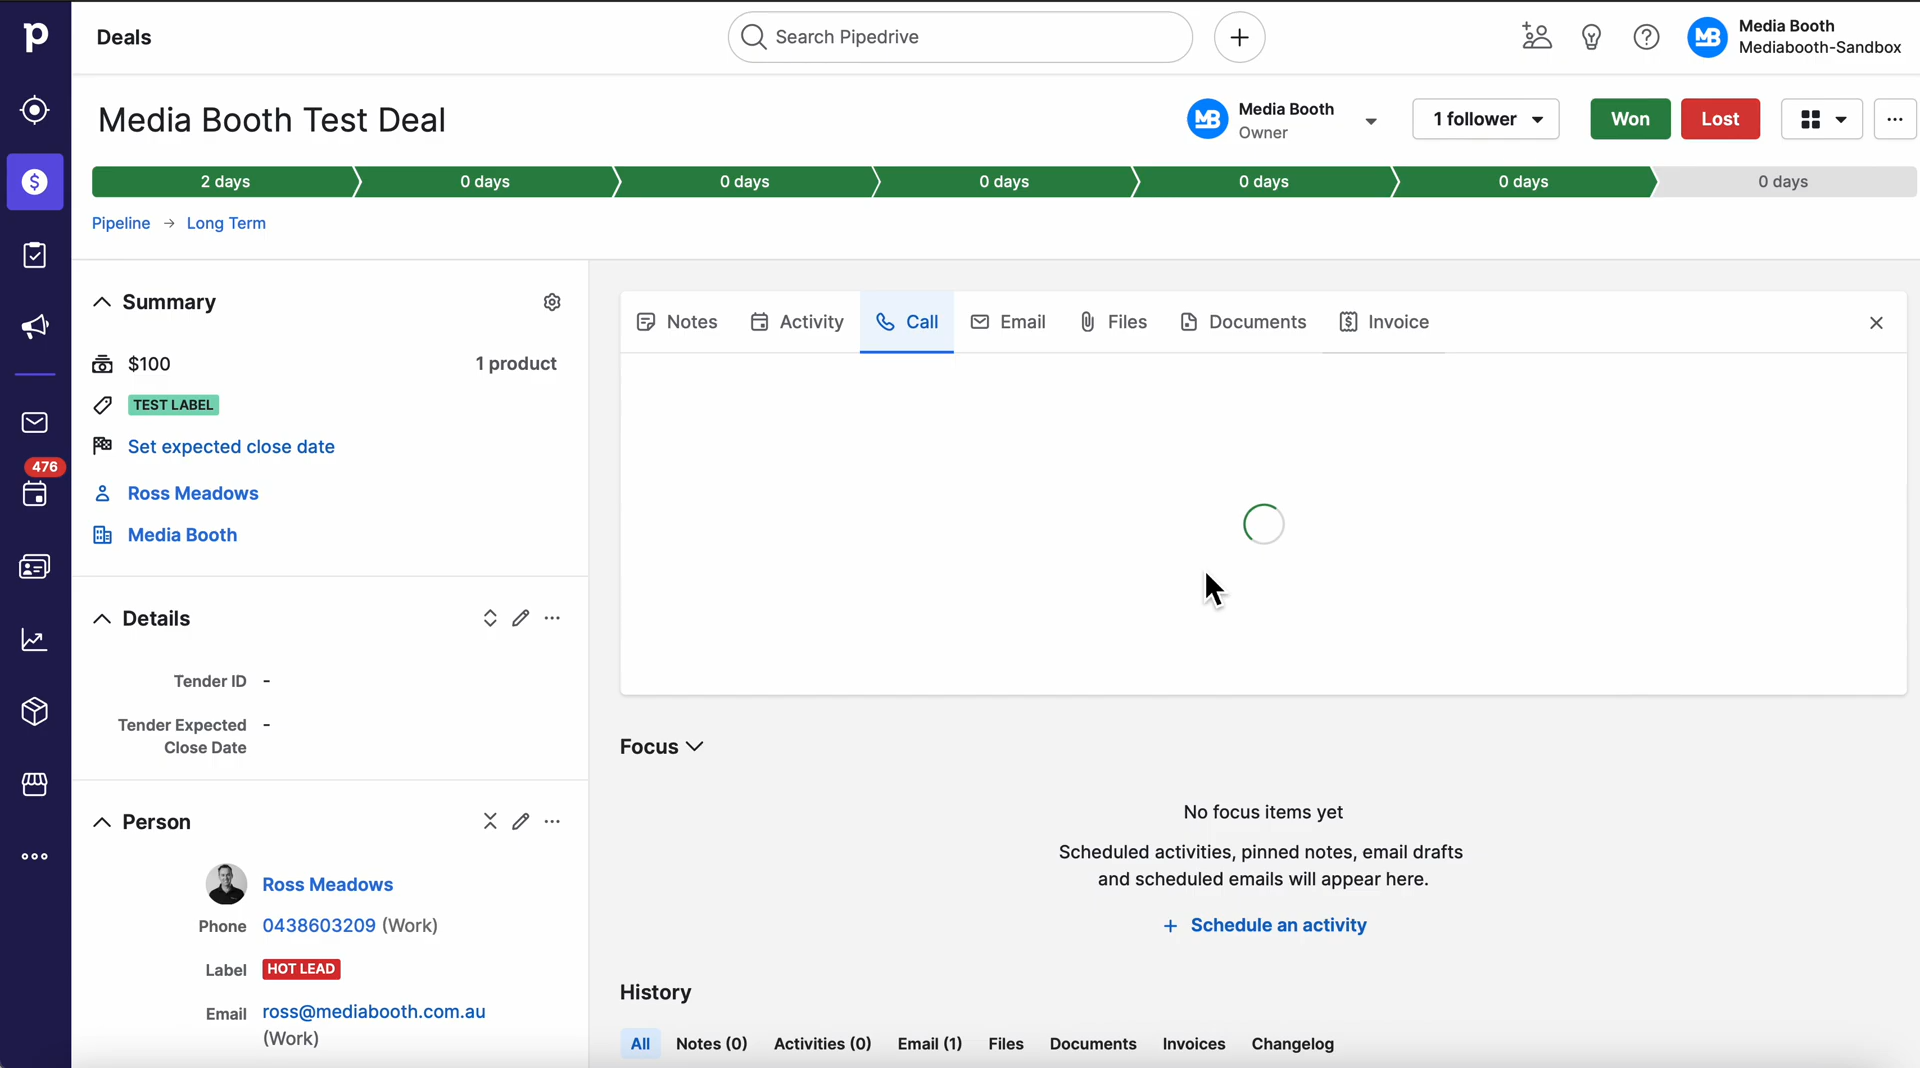 p
Deals
Search Pipedrive
MB
Media Booth
Mediabooth-Sandbox
Media Booth Test Deal
MB
Media Booth
Owner
1 follower
Won
Lost
2 days
0 days
0 days
0 days
0 days
0 days
0 days
Pipeline → Long Term
Summary
$100
1 product
TEST LABEL
Set expected close date
Ross Meadows
Media Booth
476
Notes
Activity
Call
Email
Files
Documents
Invoice
Details
Tender ID -
Tender Expected -
Close Date
Person
Ross Meadows
Phone 0438603209 (Work)
Label HOT LEAD
Email ross@mediabooth.com.au
(Work)
Focus
No focus items yet
Scheduled activities, pinned notes, email drafts
and scheduled emails will appear here.
+ Schedule an activity
History
All Notes (0) Activities (0) Email (1) Files Documents Invoices Changelog